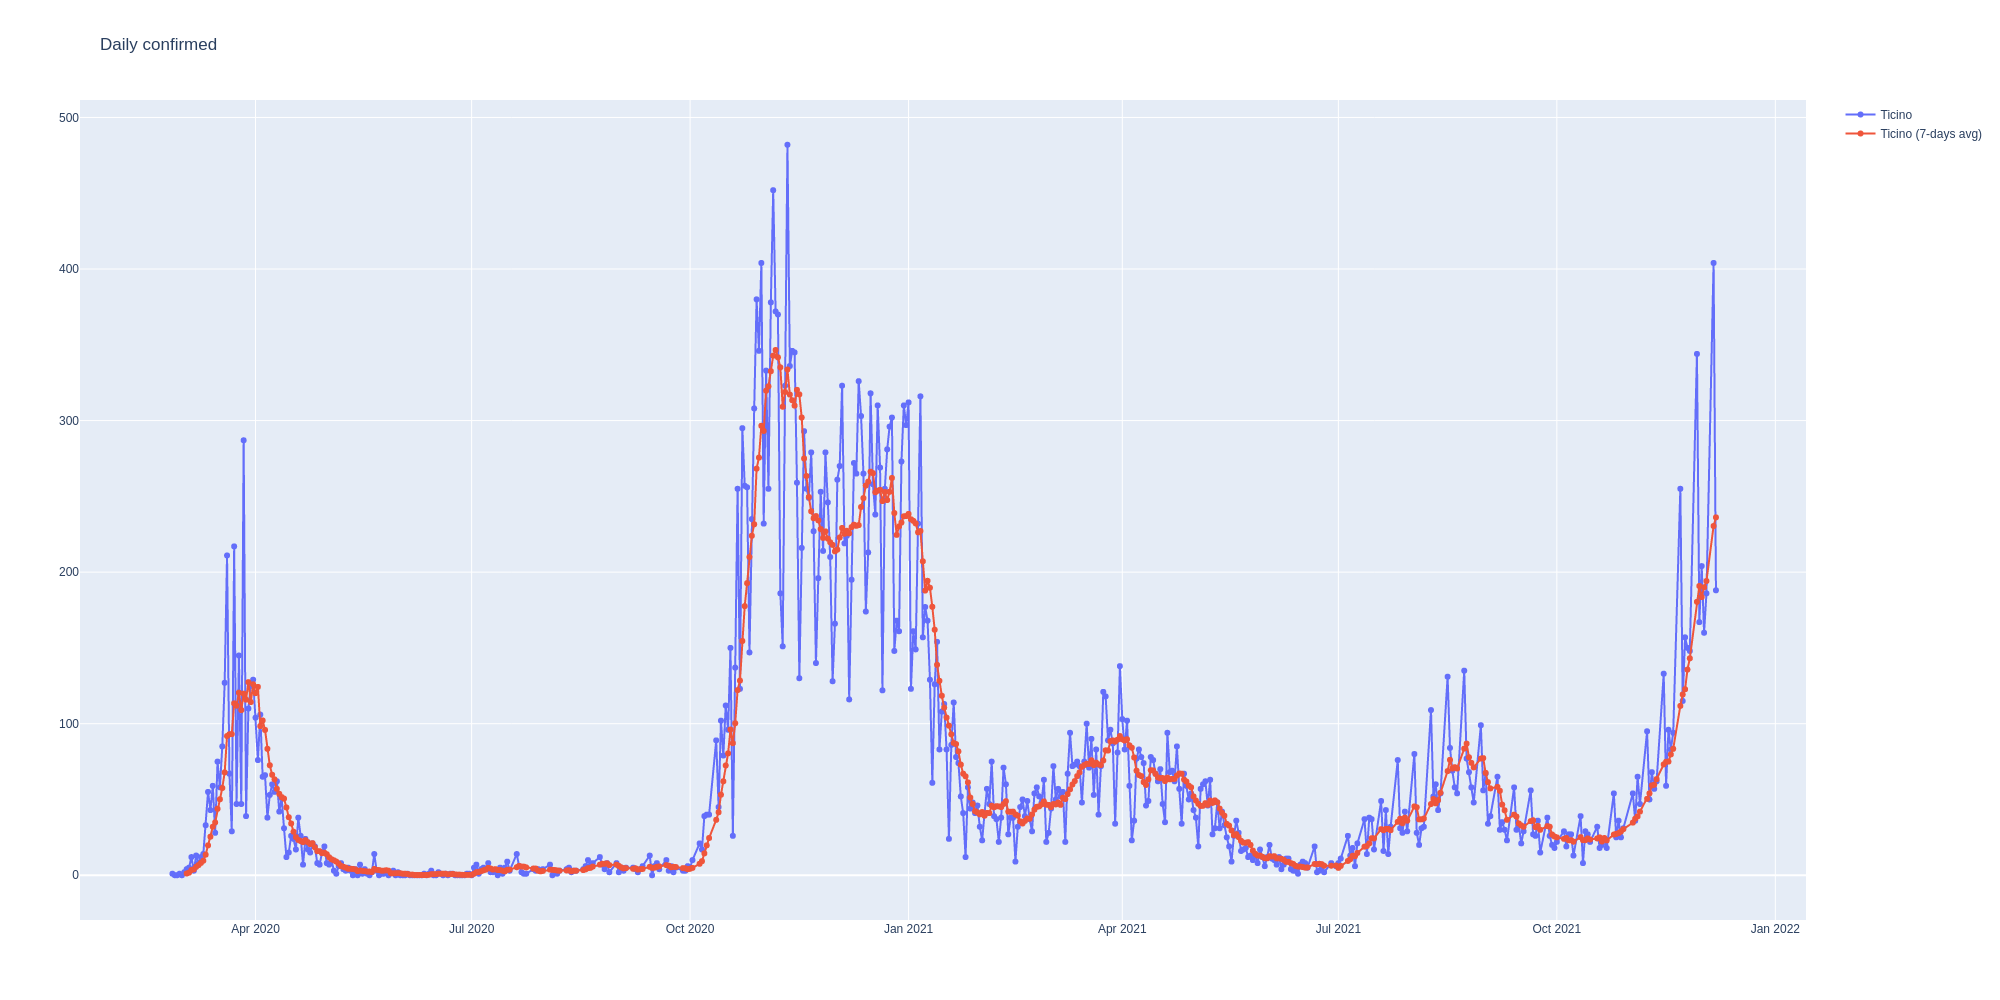 Daily confirmed
Ticino
Ticino (7-days avg)
500
400
300
200
100
0
Apr 2020
Jul 2020
Oct 2020
Jan 2021
Apr 2021
Jul 2021
Oct 2021
Jan 2022